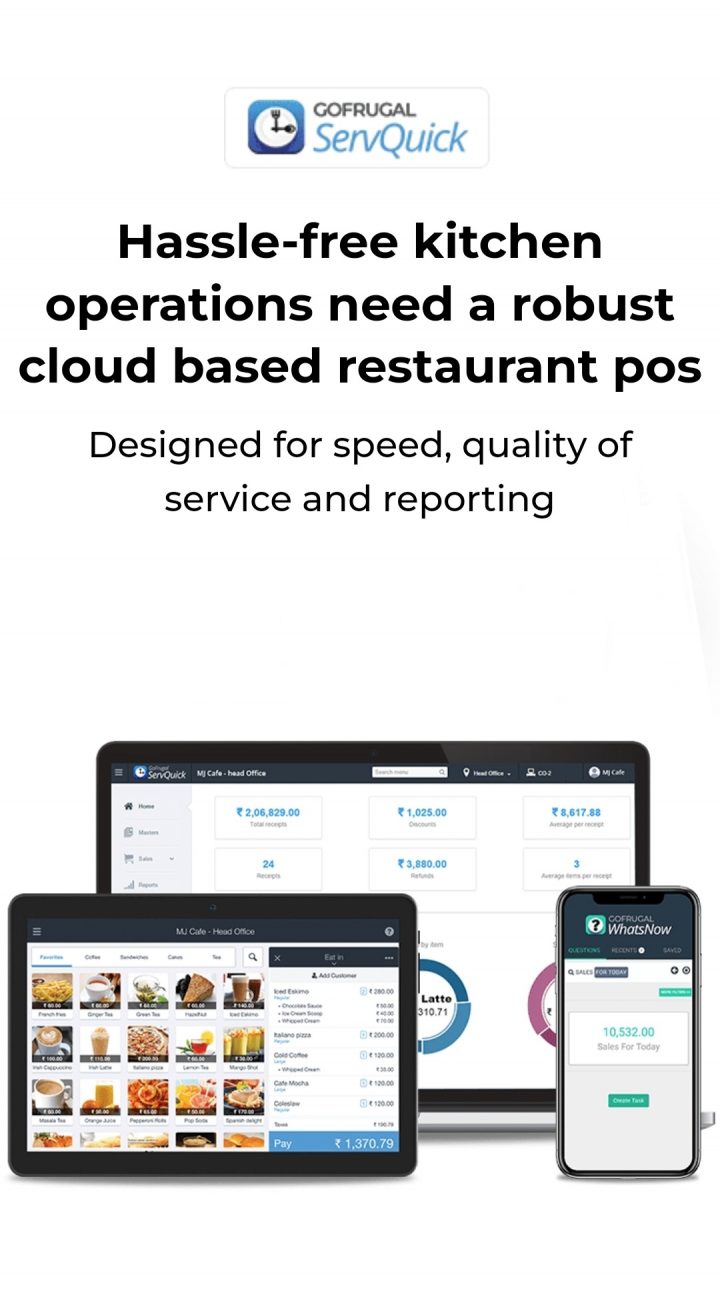 GOFRUGAL
ServQuick
Hassle-free kitchen
operations need a robust
cloud based restaurant pos
Designed for speed, quality of
service and reporting
GoFrugal
ServQuick
MJ Cafe - head Office
Search menu
Head Office
CO-2
MJ Cafe
Home
Masters
Sales
Reports
₹ 2,06,829.00
Total receipts
₹ 1,025.00
Discounts
₹ 8,617.88
Average per receipt
24
Receipts
₹ 3,880.00
Refunds
3
Average items per receipt
by item
Latte
310.71
MJ Cafe - Head Office
Favorites Coffee Sandwiches Cakes Tea
₹ 60.00
French fries
₹ 60.00
Ginger Tea
₹ 60.00
Green Tea
₹ 60.00
HazelNut
₹ 140.00
Iced Eskimo
₹ 100.00
Irish Cappuccino
₹ 110.00
Irish Latte
₹ 200.00
Italiano pizza
₹ 60.00
Lemon Tea
₹ 30.00
Mango Shot
₹ 60.00
Masala Tea
₹ 90.00
Orange Juice
₹ 65.00
Pepperoni Rolls
₹ 50.00
Pop Soda
₹ 170.00
Spanish delight
Eat in
Add Customer
Iced Eskimo 2 ₹ 280.00
Regular
+ Chocolate Sauce ₹ 50.00
+ Ice Cream Scoop ₹ 40.00
+ Whipped Cream ₹ 70.00
Italiano pizza ₹ 200.00
Regular
Cold Coffee ₹ 120.00
Large
+ Whipped Cream ₹ 35.00
Cafe Mocha ₹ 120.00
Large
Coleslaw ₹ 120.00
Regular
Taxes
Pay ₹ 1,370.79
GOFRUGAL
WhatsNow
QUESTIONS RECENTS SAVED
SALES FOR TODAY
10,532.00
Sales For Today
Create Task